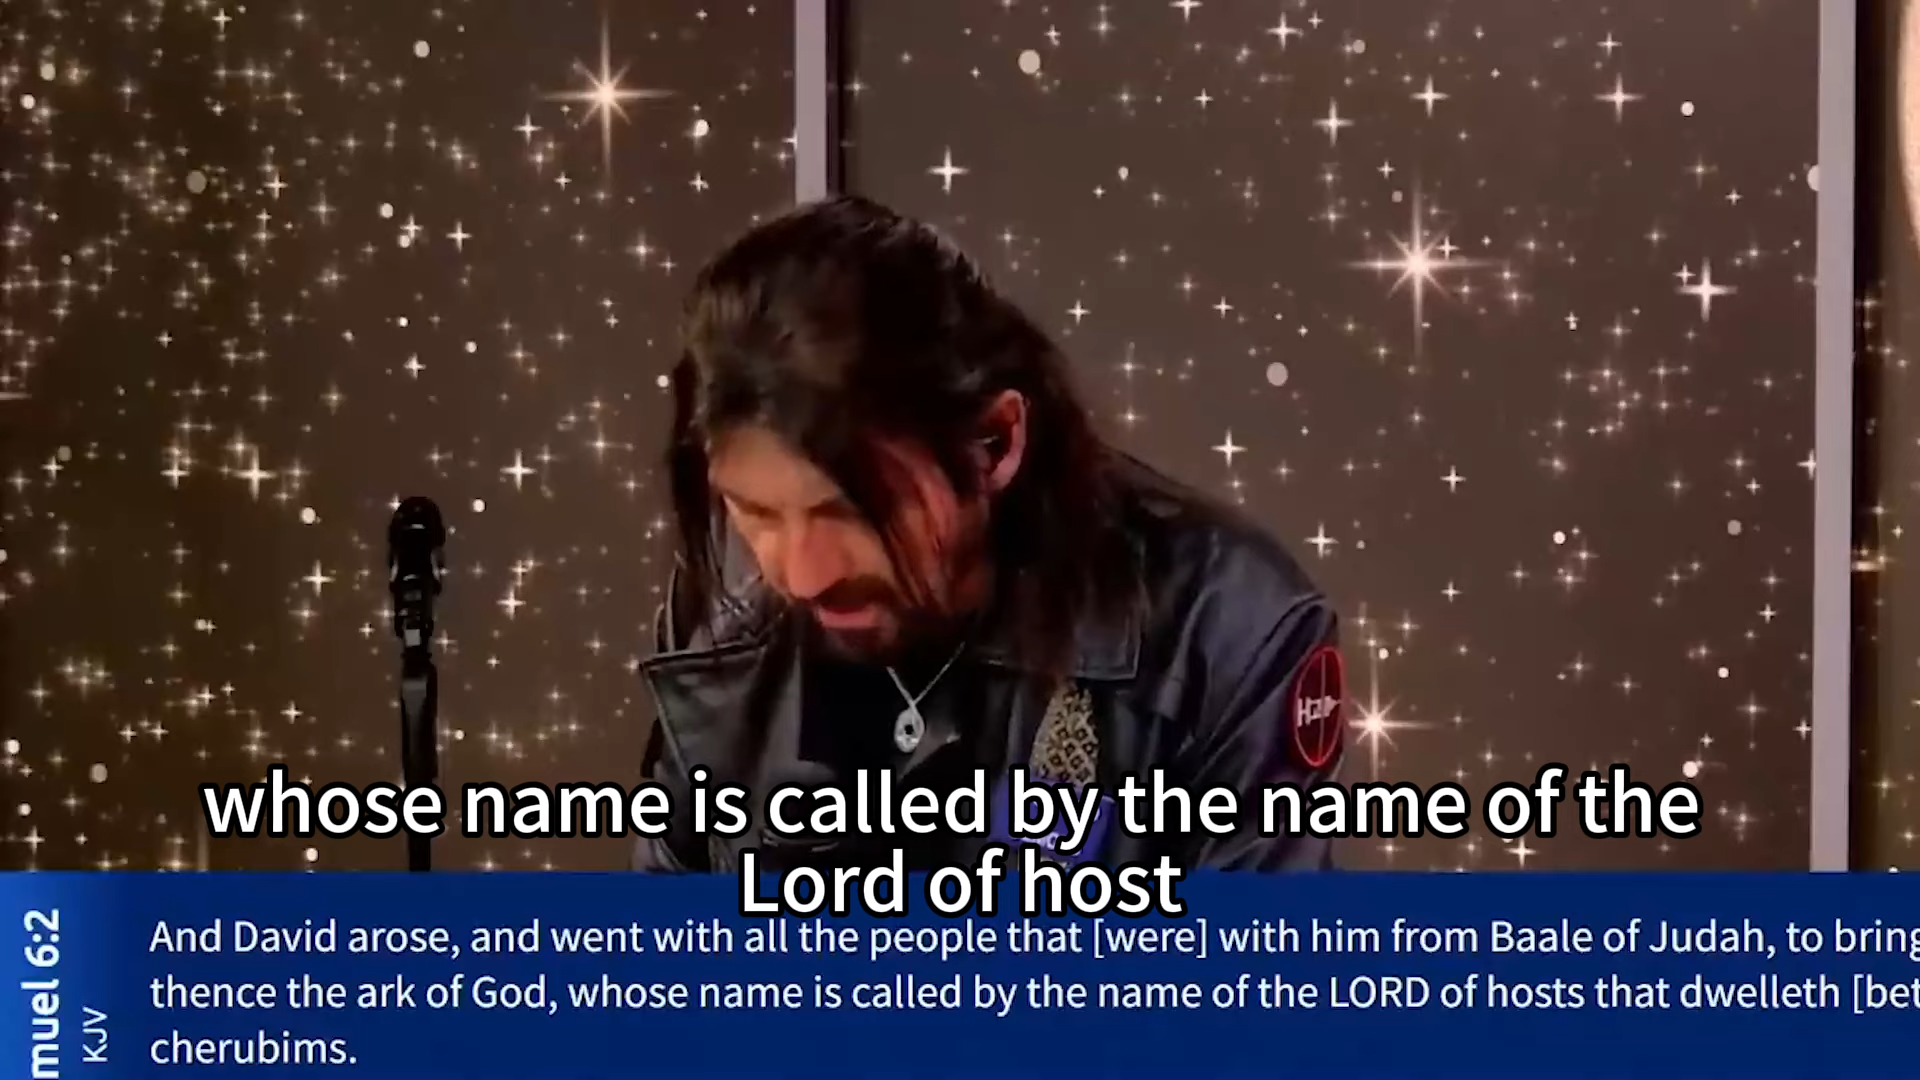 whose name is called by the name of the
Lord of host
muel 6:2
KJV
And David arose, and went with all the people that [were] with him from Baale of Judah, to bring
thence the ark of God, whose name is called by the name of the LORD of hosts that dwelleth [bet
cherubims.